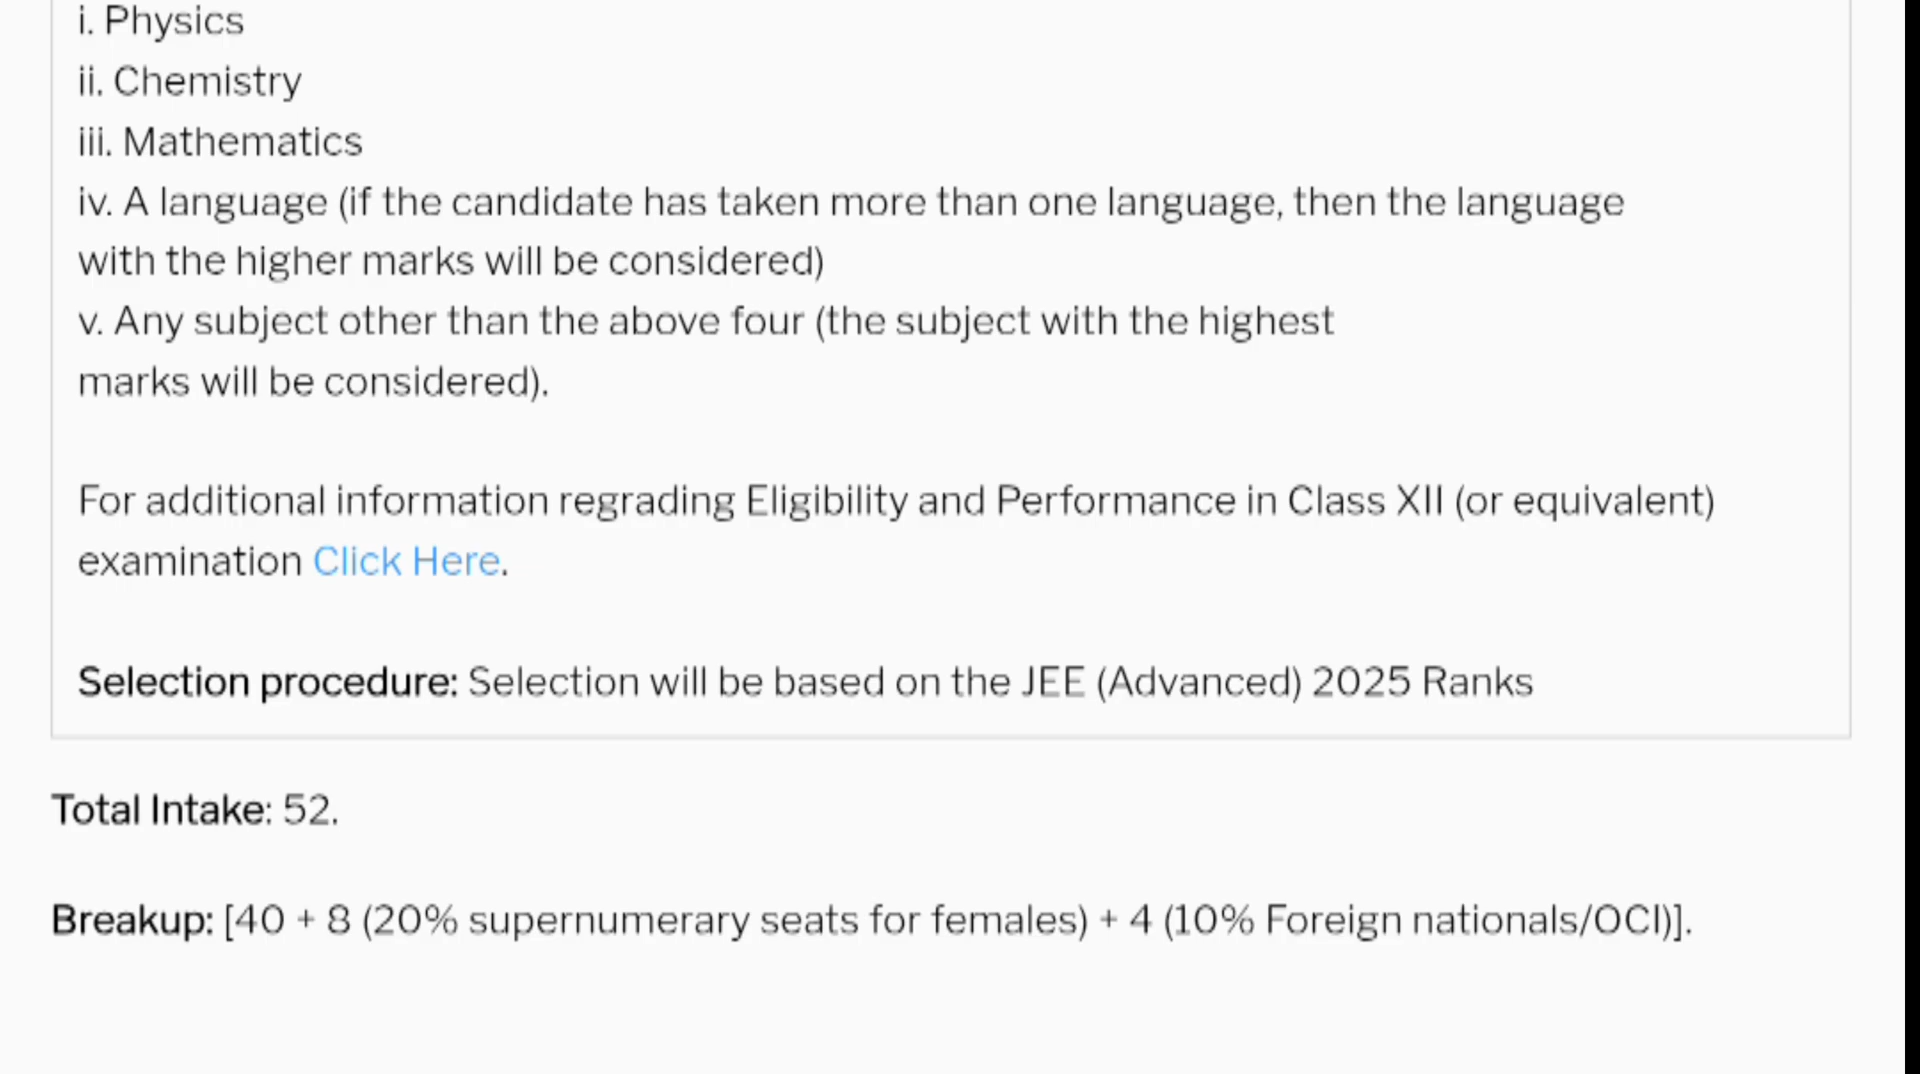 i. Physics
ii. Chemistry
iii. Mathematics
iv. A language (if the candidate has taken more than one language, then the language
with the higher marks will be considered)
v. Any subject other than the above four (the subject with the highest
marks will be considered).
For additional information regrading Eligibility and Performance in Class XII (or equivalent)
examination Click Here.
Selection procedure: Selection will be based on the JEE (Advanced) 2025 Ranks
Total Intake: 52.
Breakup: [40 + 8 (20% supernumerary seats for females) + 4 (10% Foreign nationals/OCI)].